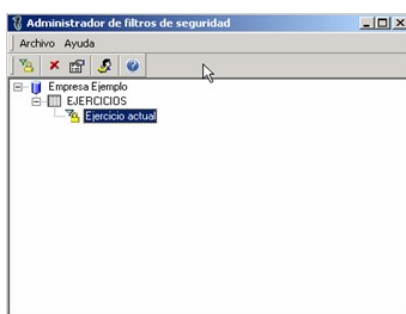 Administrador de filtros de seguridad
Archivo Ayuda
Empresa Ejemplo
EJERCICIOS
Ejercicio actual